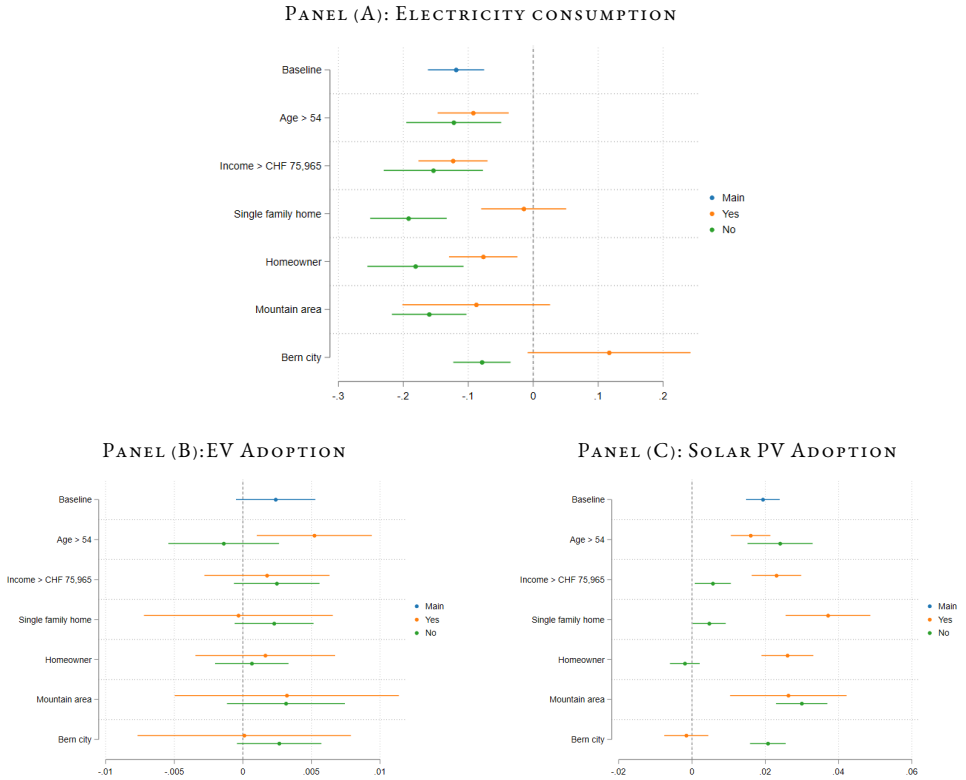 PANEL (A): ELECTRICITY CONSUMPTION
Baseline
Age > 54
Income > CHF 75,965
Single family home
Homeowner
Mountain area
Bern city
-.3 -.2 -.1 0 .1 .2
Main
Yes
No
PANEL (B):EV ADOPTION
Baseline
Age > 54
Income > CHF 75,965
Single family home
Homeowner
Mountain area
Bern city
-.01 -.005 0 .005 .01
Main
Yes
No
PANEL (C): SOLAR PV ADOPTION
Baseline
Age > 54
Income > CHF 75,965
Single family home
Homeowner
Mountain area
Bern city
-.02 0 .02 .04 .06
Main
Yes
No